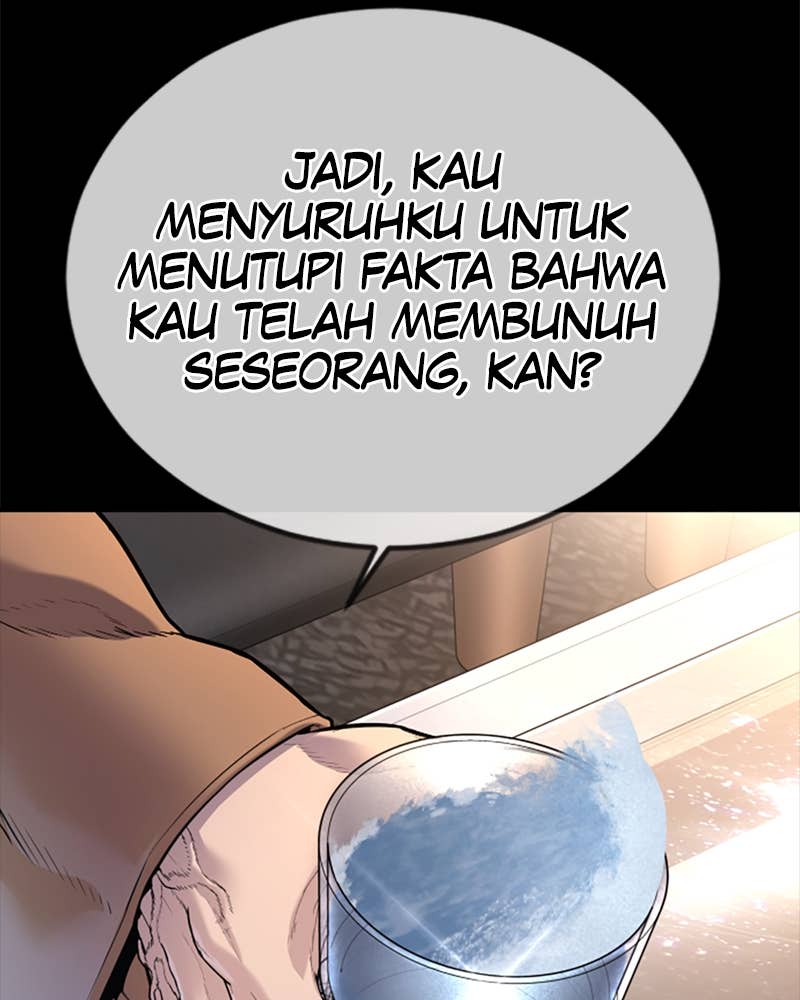 JADI, KAU
MENYURUHKU UNTUK
MENUTUPI FAKTA BAHWA
KAU TELAH MEMBUNUH
SESEORANG, KAN?